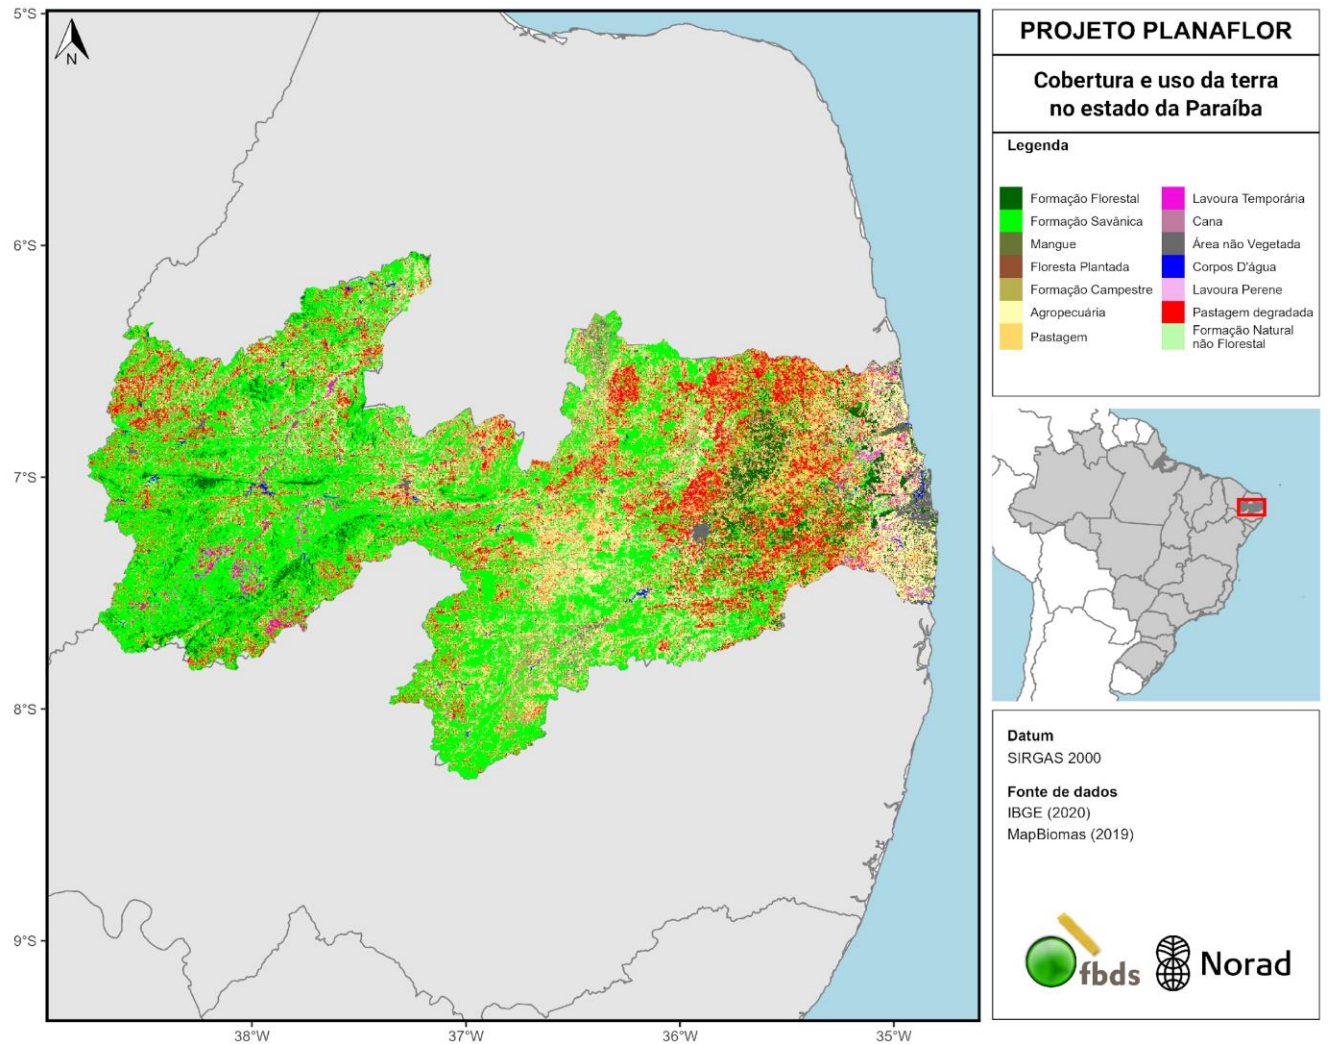 5°S
6°S
7°S
8°S
9°S
38°W
37°W
36°W
35°W
N
PROJETO PLANAFLOR
Cobertura e uso da terra
no estado da Paraíba
Legenda
Formação Florestal
Formação Savânica
Mangue
Floresta Plantada
Formação Campestre
Agropecuária
Pastagem
Lavoura Temporária
Cana
Área não Vegetada
Corpos D'água
Lavoura Perene
Pastagem degradada
Formação Natural
não Florestal
Datum
SIRGAS 2000
Fonte de dados
IBGE (2020)
MapBiomas (2019)
fbds
Norad